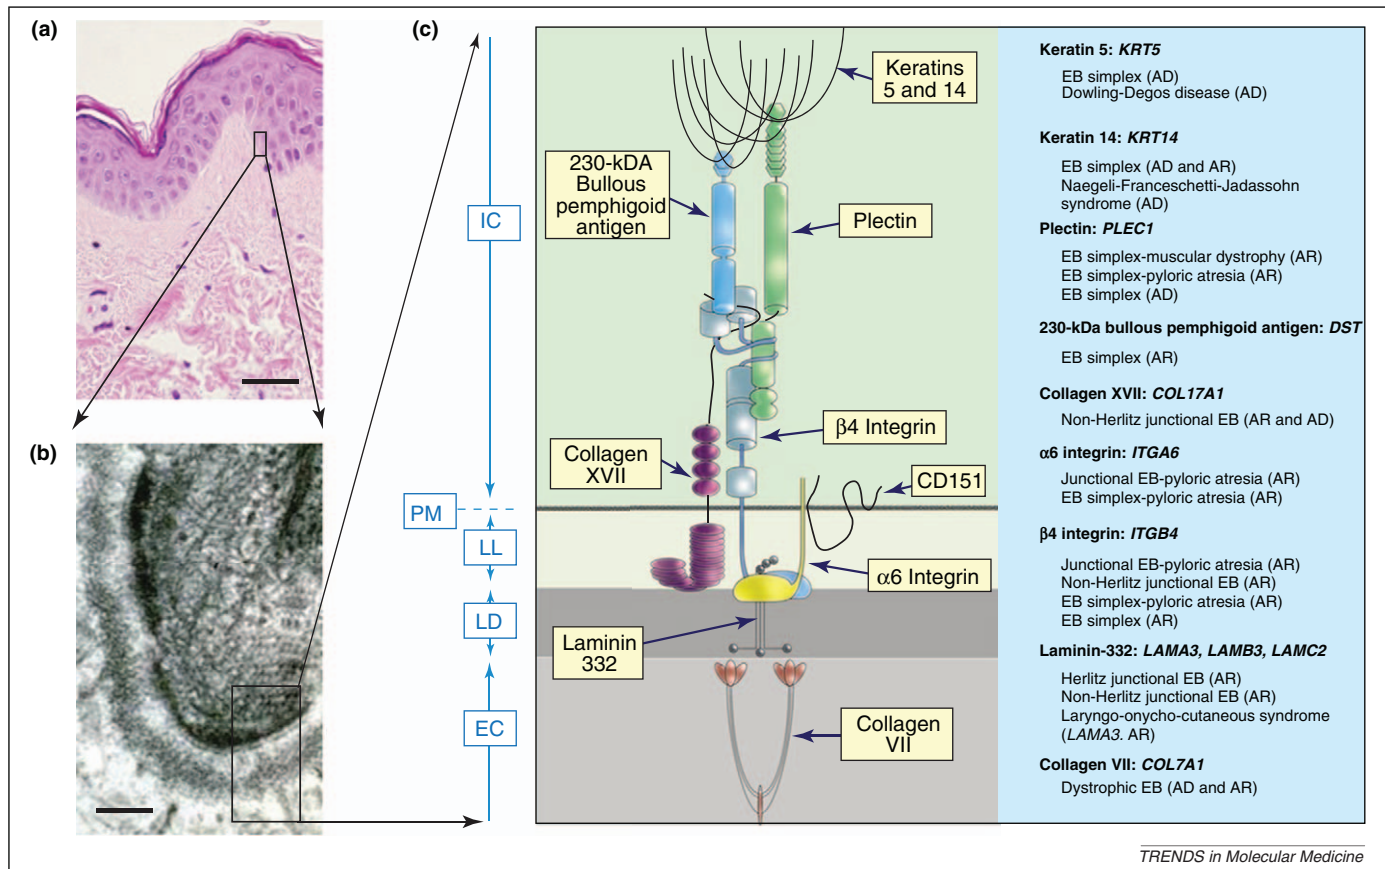 (a)
(b)
(c)
IC
PM
LL
LD
EC
Keratins
5 and 14
230-kDA
Bullous
pemphigoid
antigen
Plectin
β4 Integrin
Collagen
XVII
CD151
α6 Integrin
Laminin
332
Collagen
VII
Keratin 5: KRT5
EB simplex (AD)
Dowling-Degos disease (AD)
Keratin 14: KRT14
EB simplex (AD and AR)
Naegeli-Franceschetti-Jadassohn
syndrome (AD)
Plectin: PLEC1
EB simplex-muscular dystrophy (AR)
EB simplex-pyloric atresia (AR)
EB simplex (AD)
230-kDa bullous pemphigoid antigen: DST
EB simplex (AR)
Collagen XVII: COL17A1
Non-Herlitz junctional EB (AR and AD)
α6 integrin: ITGA6
Junctional EB-pyloric atresia (AR)
EB simplex-pyloric atresia (AR)
β4 integrin: ITGB4
Junctional EB-pyloric atresia (AR)
Non-Herlitz junctional EB (AR)
EB simplex-pyloric atresia (AR)
EB simplex (AR)
Laminin-332: LAMA3, LAMB3, LAMC2
Herlitz junctional EB (AR)
Non-Herlitz junctional EB (AR)
Laryngo-onycho-cutaneous syndrome
(LAMA3. AR)
Collagen VII: COL7A1
Dystrophic EB (AD and AR)
TRENDS in Molecular Medicine